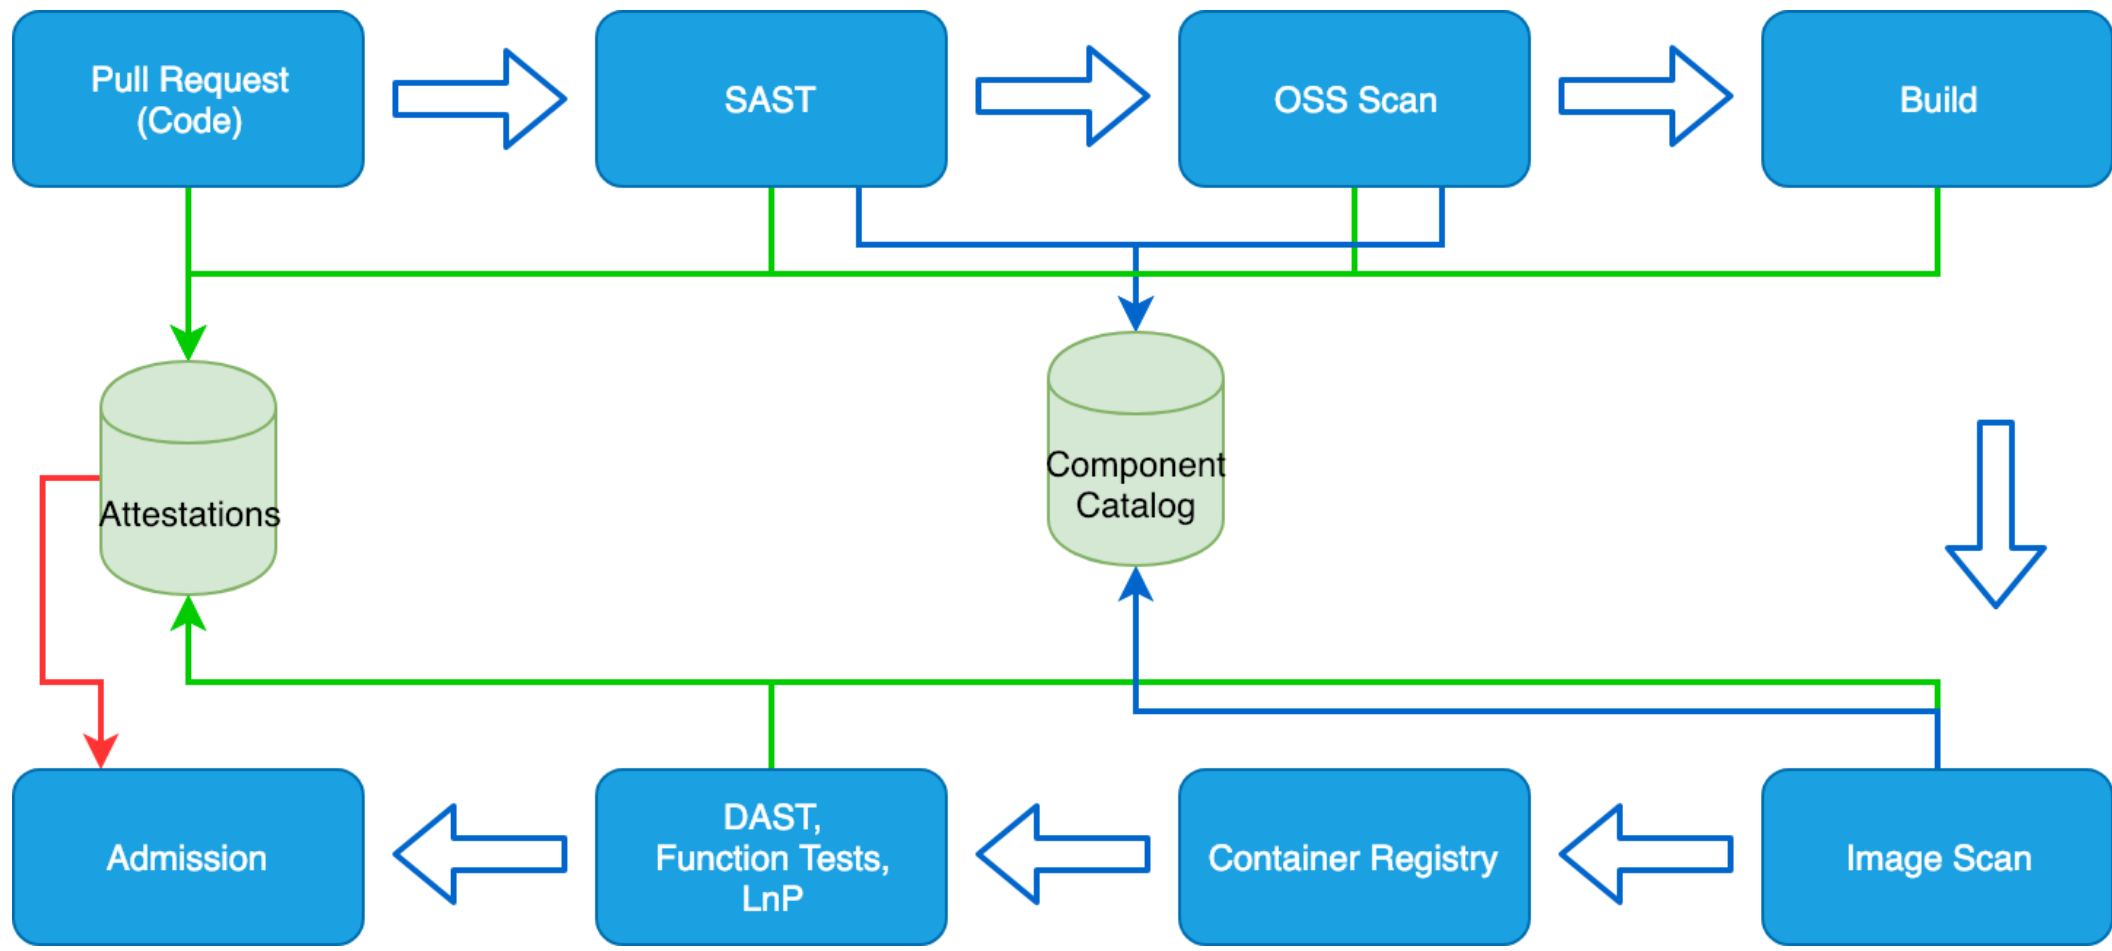 Pull Request
(Code)
SAST
OSS Scan
Build
Attestations
Component
Catalog
Admission
DAST,
Function Tests,
LnP
Container Registry
Image Scan